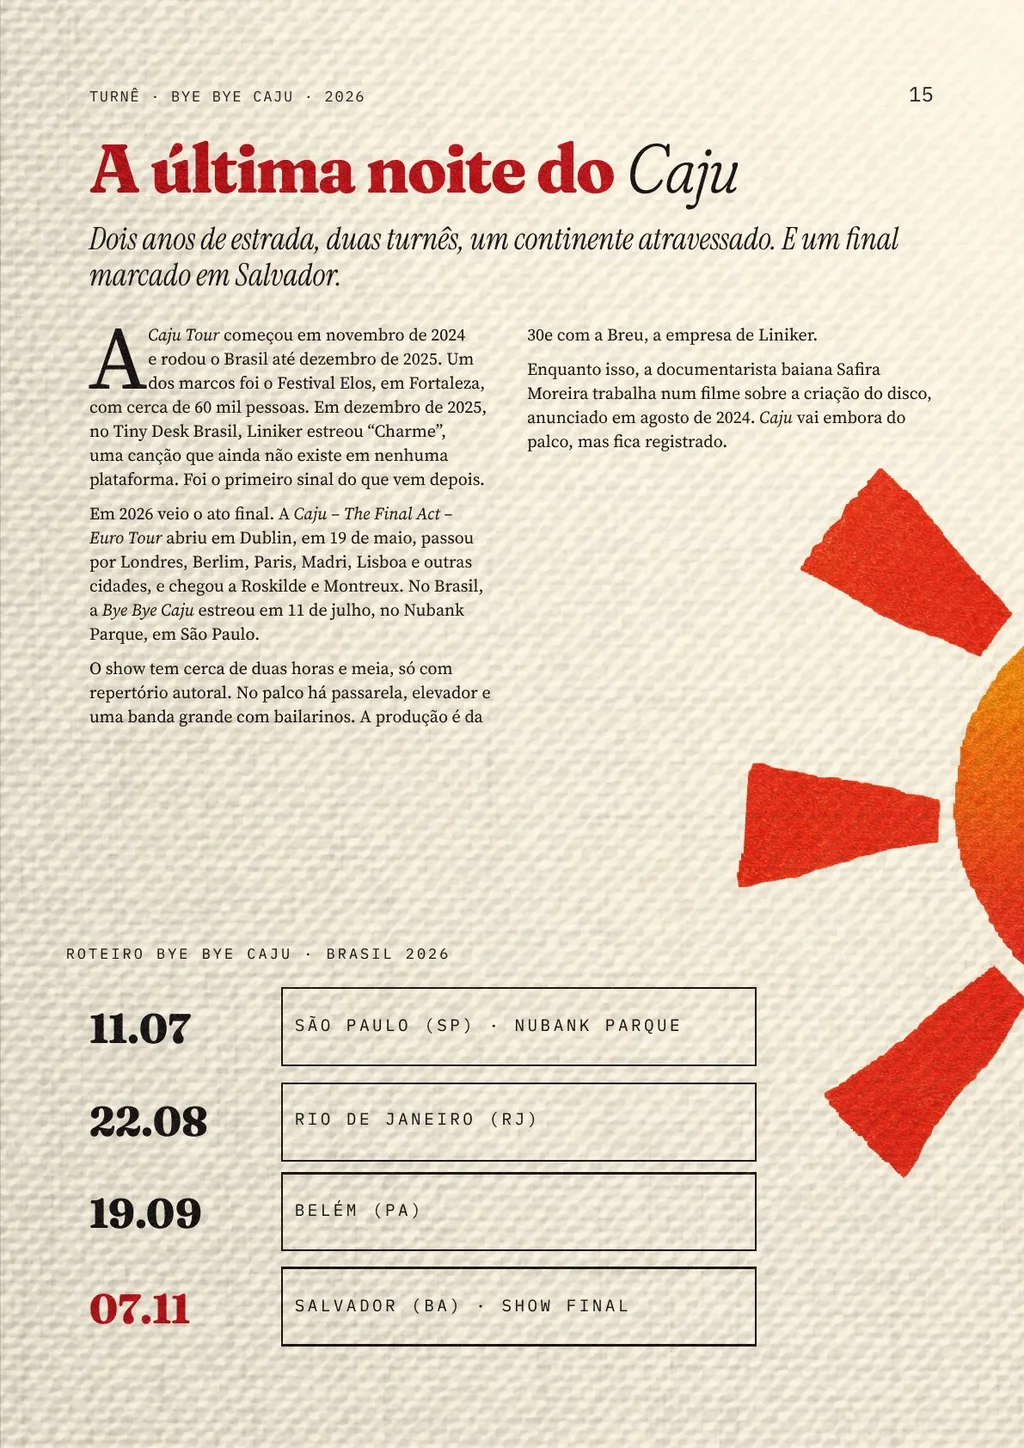 TURNÊ · BYE BYE CAJU · 2026
15
A última noite do Caju
Dois anos de estrada, duas turnês, um continente atravessado. E um final
marcado em Salvador.
A Caju Tour começou em novembro de 2024
e rodou o Brasil até dezembro de 2025. Um
dos marcos foi o Festival Elos, em Fortaleza,
com cerca de 60 mil pessoas. Em dezembro de 2025,
no Tiny Desk Brasil, Liniker estreou “Charme”,
uma canção que ainda não existe em nenhuma
plataforma. Foi o primeiro sinal do que vem depois.
Em 2026 veio o ato final. A Caju – The Final Act –
Euro Tour abriu em Dublin, em 19 de maio, passou
por Londres, Berlim, Paris, Madri, Lisboa e outras
cidades, e chegou a Roskilde e Montreux. No Brasil,
a Bye Bye Caju estreou em 11 de julho, no Nubank
Parque, em São Paulo.
O show tem cerca de duas horas e meia, só com
repertório autoral. No palco há passarela, elevador e
uma banda grande com bailarinos. A produção é da
30e com a Breu, a empresa de Liniker.
Enquanto isso, a documentarista baiana Safira
Moreira trabalha num filme sobre a criação do disco,
anunciado em agosto de 2024. Caju vai embora do
palco, mas fica registrado.
ROTEIRO BYE BYE CAJU · BRASIL 2026
11.07
SÃO PAULO (SP) · NUBANK PARQUE
22.08
RIO DE JANEIRO (RJ)
19.09
BELÉM (PA)
07.11
SALVADOR (BA) · SHOW FINAL